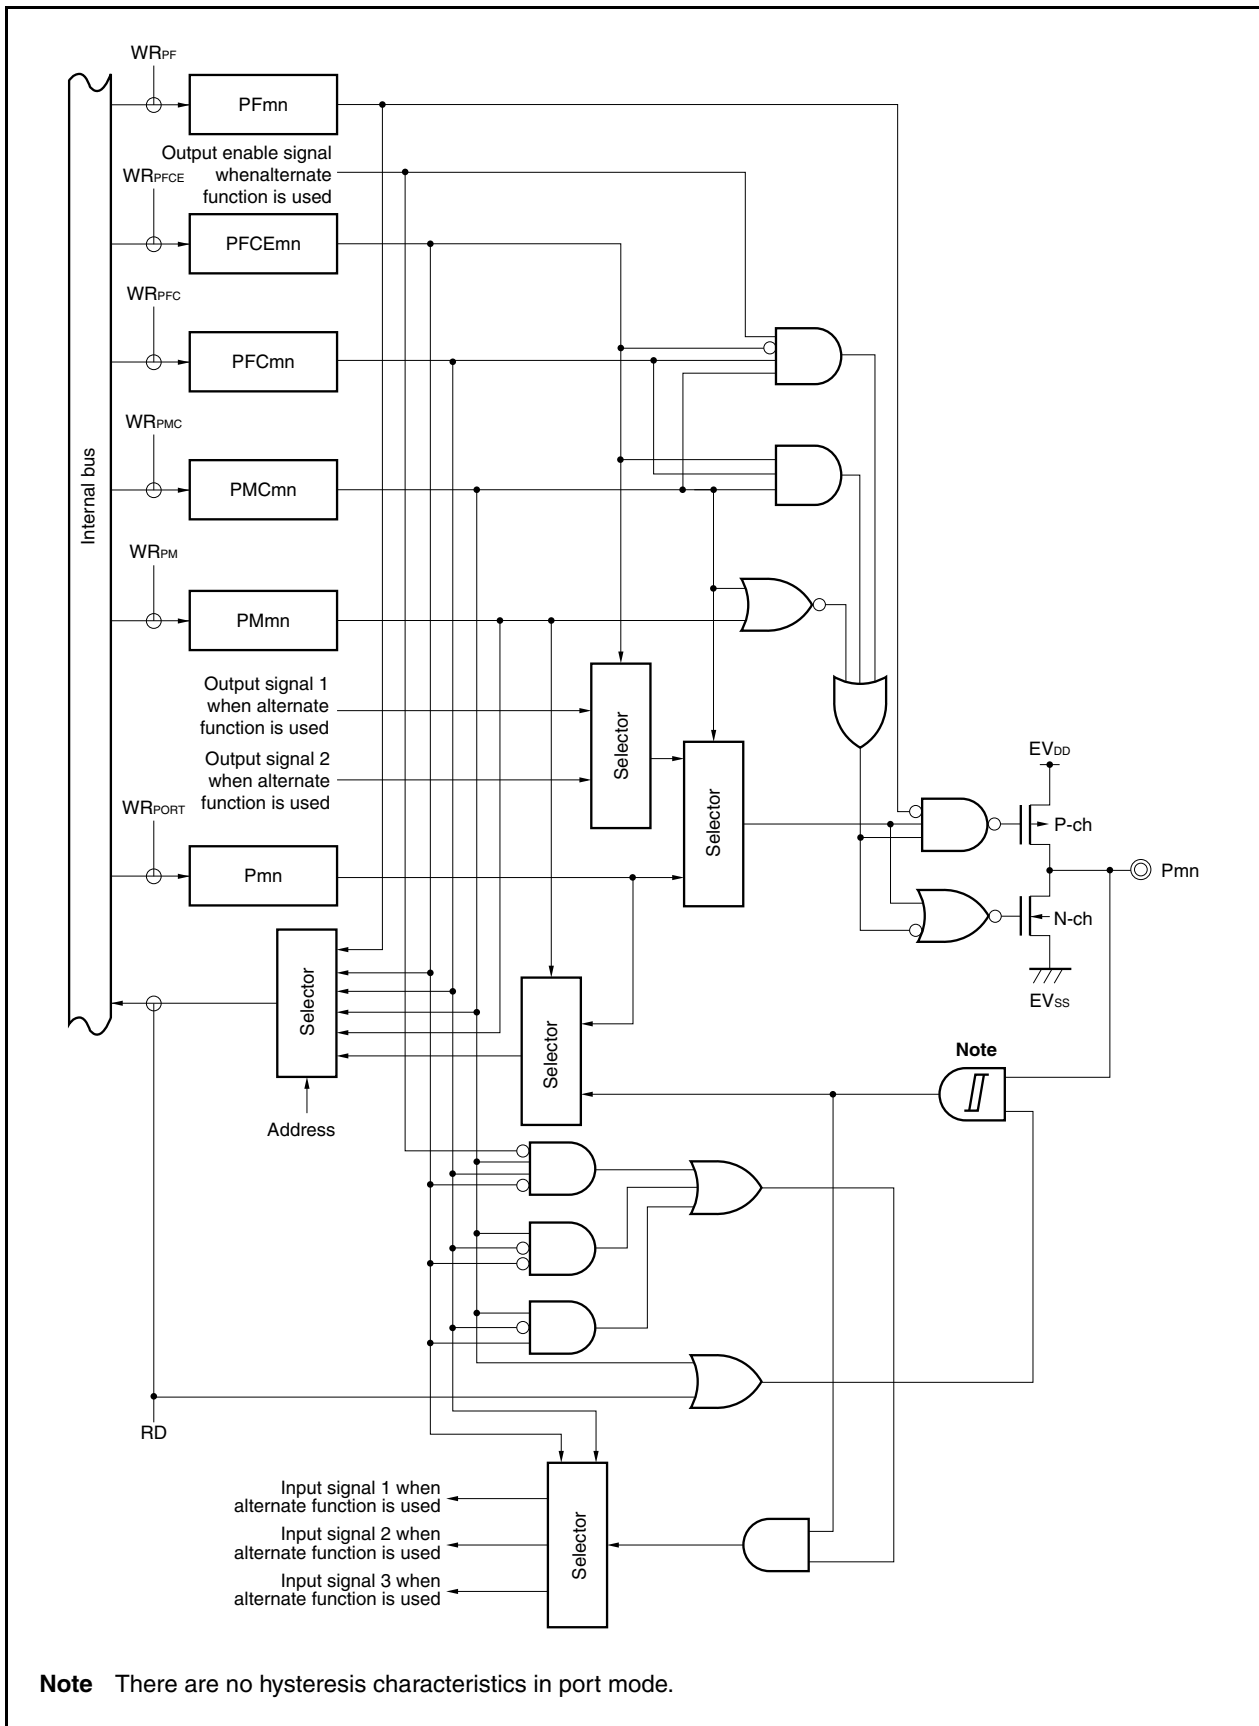 WRPF
PFmn
Output enable signal
whenalternate
function is used
WRPFCE
PFCEmn
WRPFC
PFCmn
WRPMC
Internal bus
PMCmn
WRPM
PMmn
Output signal 1
when alternate
function is used
Selector
Output signal 2
when alternate
function is used
Selector
EVDD
WRPORT
P-ch
Pmn
Pmn
N-ch
Selector
EVSS
Selector
Note
Address
RD
Input signal 1 when
alternate function is used
Input signal 2 when
alternate function is used
Selector
Input signal 3 when
alternate function is used
Note There are no hysteresis characteristics in port mode.